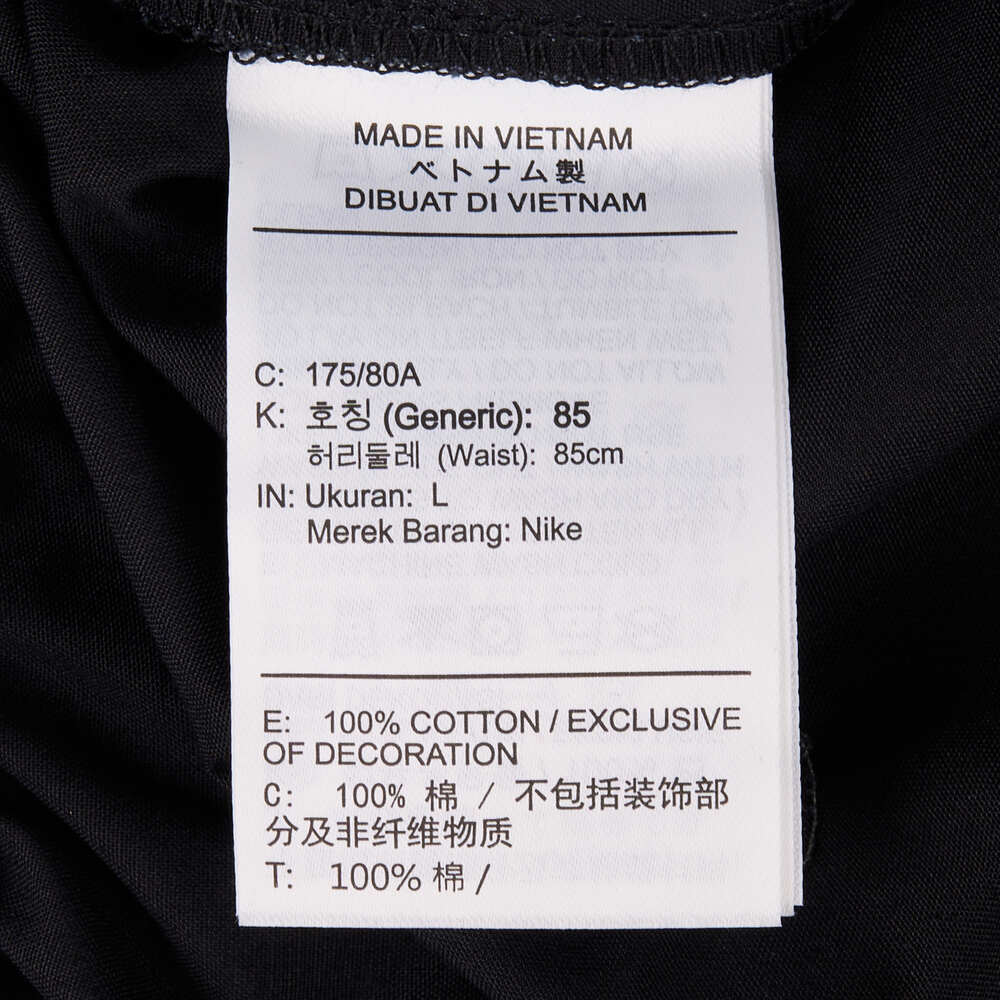 MADE IN VIETNAM
ベトナム製
DIBUAT DI VIETNAM
C: 175/80A
K: 호칭 (Generic): 85
허리둘레 (Waist): 85cm
IN: Ukuran: L
Merek Barang: Nike
E: 100% COTTON / EXCLUSIVE
OF DECORATION
C: 100% 棉 / 不包括装饰部
分及非纤维物质
T: 100% 棉 /